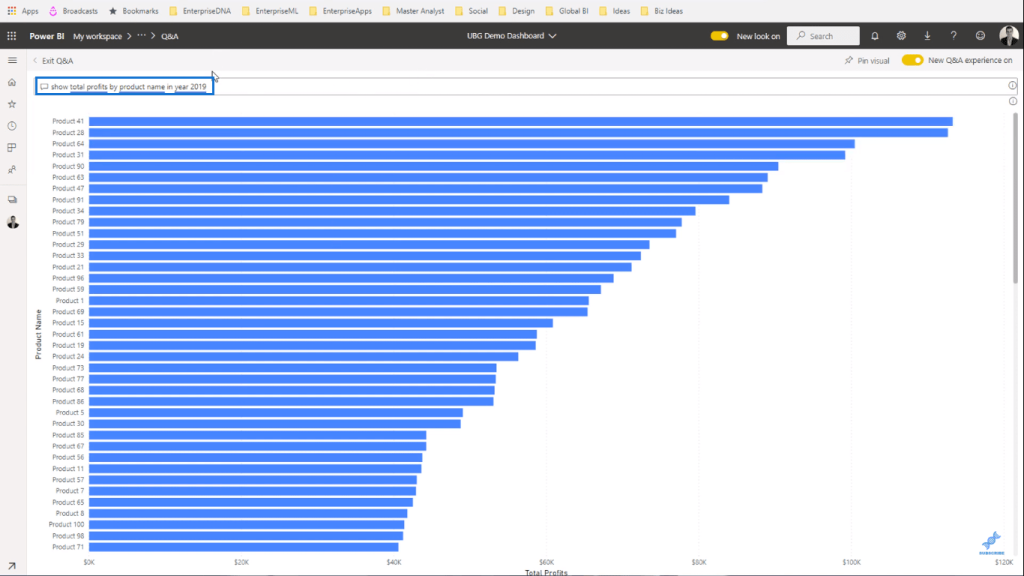 Apps Broadcasts Bookmarks EnterpriseDNA EnterpriseML EnterpriseApps Master Analyst Social Design Global BI Ideas Biz Ideas
Power BI My workspace > ··· > Q&A UBG Demo Dashboard New look on Search
Exit Q&A Pin visual New Q&A experience on
show total profits by product name in year 2019
Product Name
Product 41
Product 28
Product 64
Product 31
Product 90
Product 63
Product 47
Product 91
Product 34
Product 79
Product 51
Product 29
Product 33
Product 21
Product 96
Product 59
Product 1
Product 69
Product 15
Product 61
Product 19
Product 24
Product 73
Product 77
Product 68
Product 86
Product 5
Product 30
Product 85
Product 67
Product 56
Product 11
Product 57
Product 7
Product 65
Product 8
Product 100
Product 98
Product 71
$0K $20K $40K $60K $80K $100K $120K
Total Profits
SUBSCRIBE